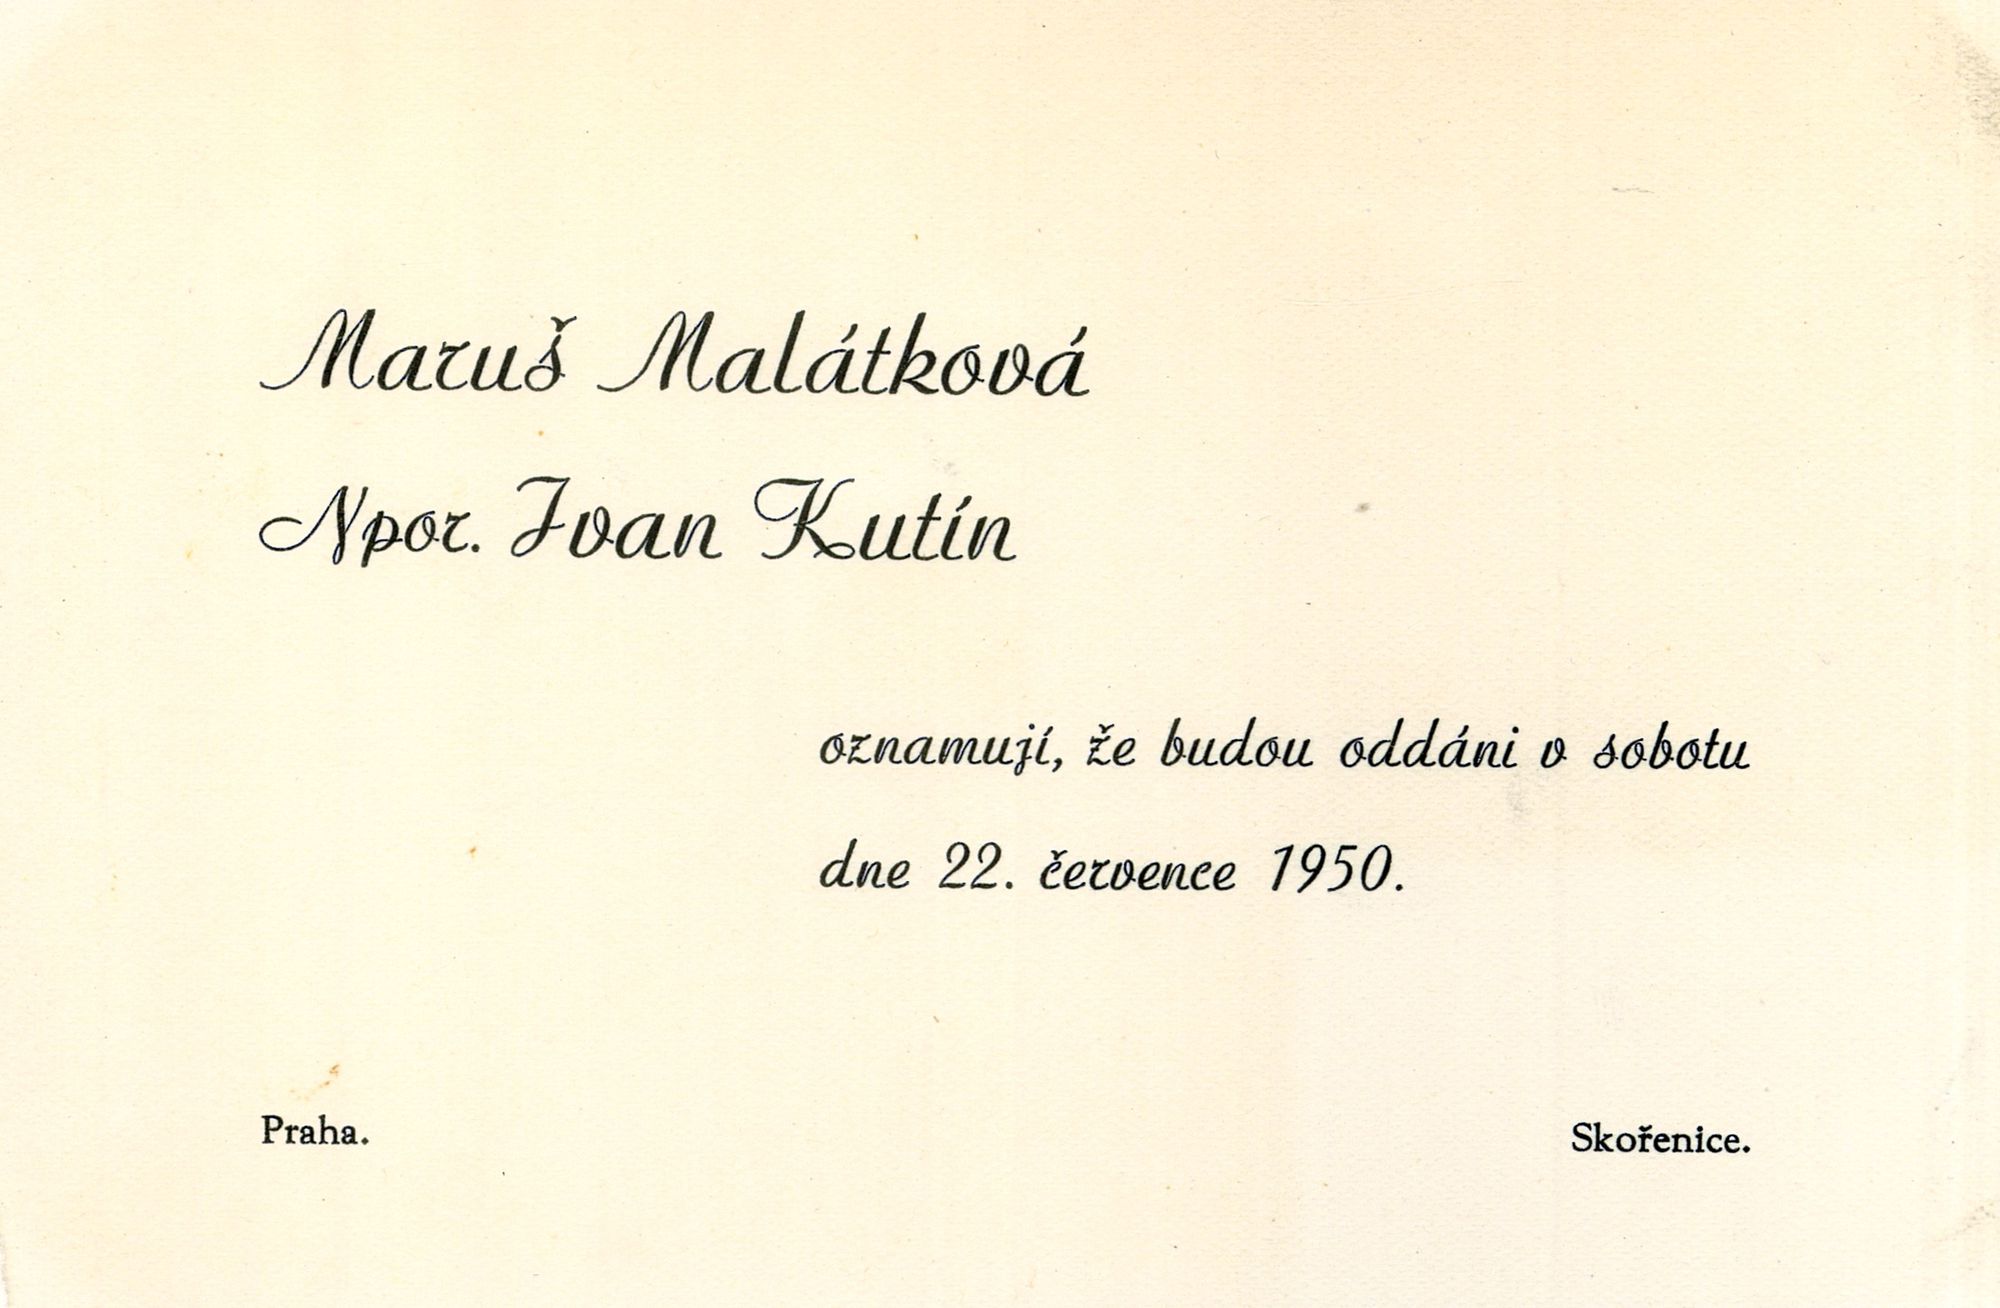 Maruš Malátková
Npor. Ivan Kutín
oznamují, že budou oddáni v sobotu
dne 22. července 1950.
Praha.
Skořenice.